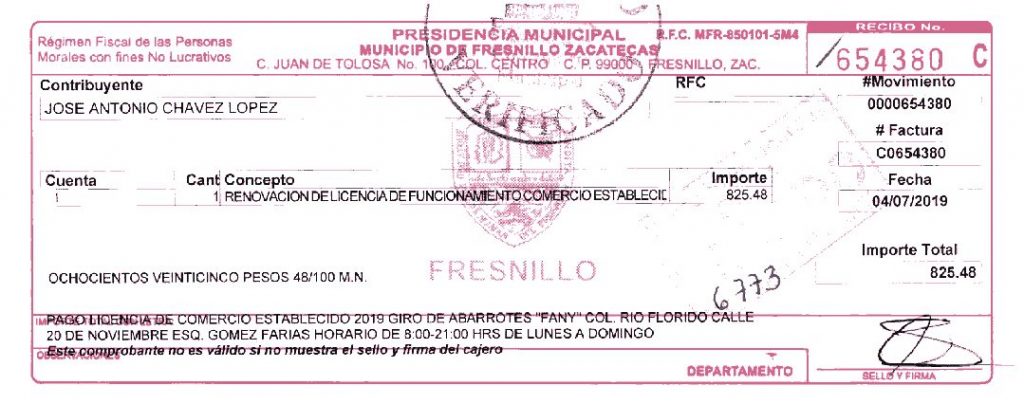 PRESIDENCIA MUNICIPAL
MUNICIPIO DE FRESNILLO ZACATECAS
C. JUAN DE TOLOSA No. 100, COL. CENTRO C. P. 99000 FRESNILLO, ZAC.
R.F.C. MFR-850101-5M4
Régimen Fiscal de las Personas
Morales con fines No Lucrativos
RECIBO No.
654380 C
VERIFICADO
Contribuyente
JOSE ANTONIO CHAVEZ LOPEZ
RFC
#Movimiento
0000654380
# Factura
C0654380
Fecha
04/07/2019
Cuenta Cant Concepto Importe
1 1 RENOVACION DE LICENCIA DE FUNCIONAMIENTO COMERCIO ESTABLECID 825.48
Importe Total
825.48
OCHOCIENTOS VEINTICINCO PESOS 48/100 M.N.
FRESNILLO
6773
PAGO LICENCIA DE COMERCIO ESTABLECIDO 2019 GIRO DE ABARROTES "FANY" COL. RIO FLORIDO CALLE
20 DE NOVIEMBRE ESQ. GOMEZ FARIAS HORARIO DE 8:00-21:00 HRS DE LUNES A DOMINGO
Este comprobante no es válido si no muestra el sello y firma del cajero
OBSERVACIONES
DEPARTAMENTO
SELLO Y FIRMA